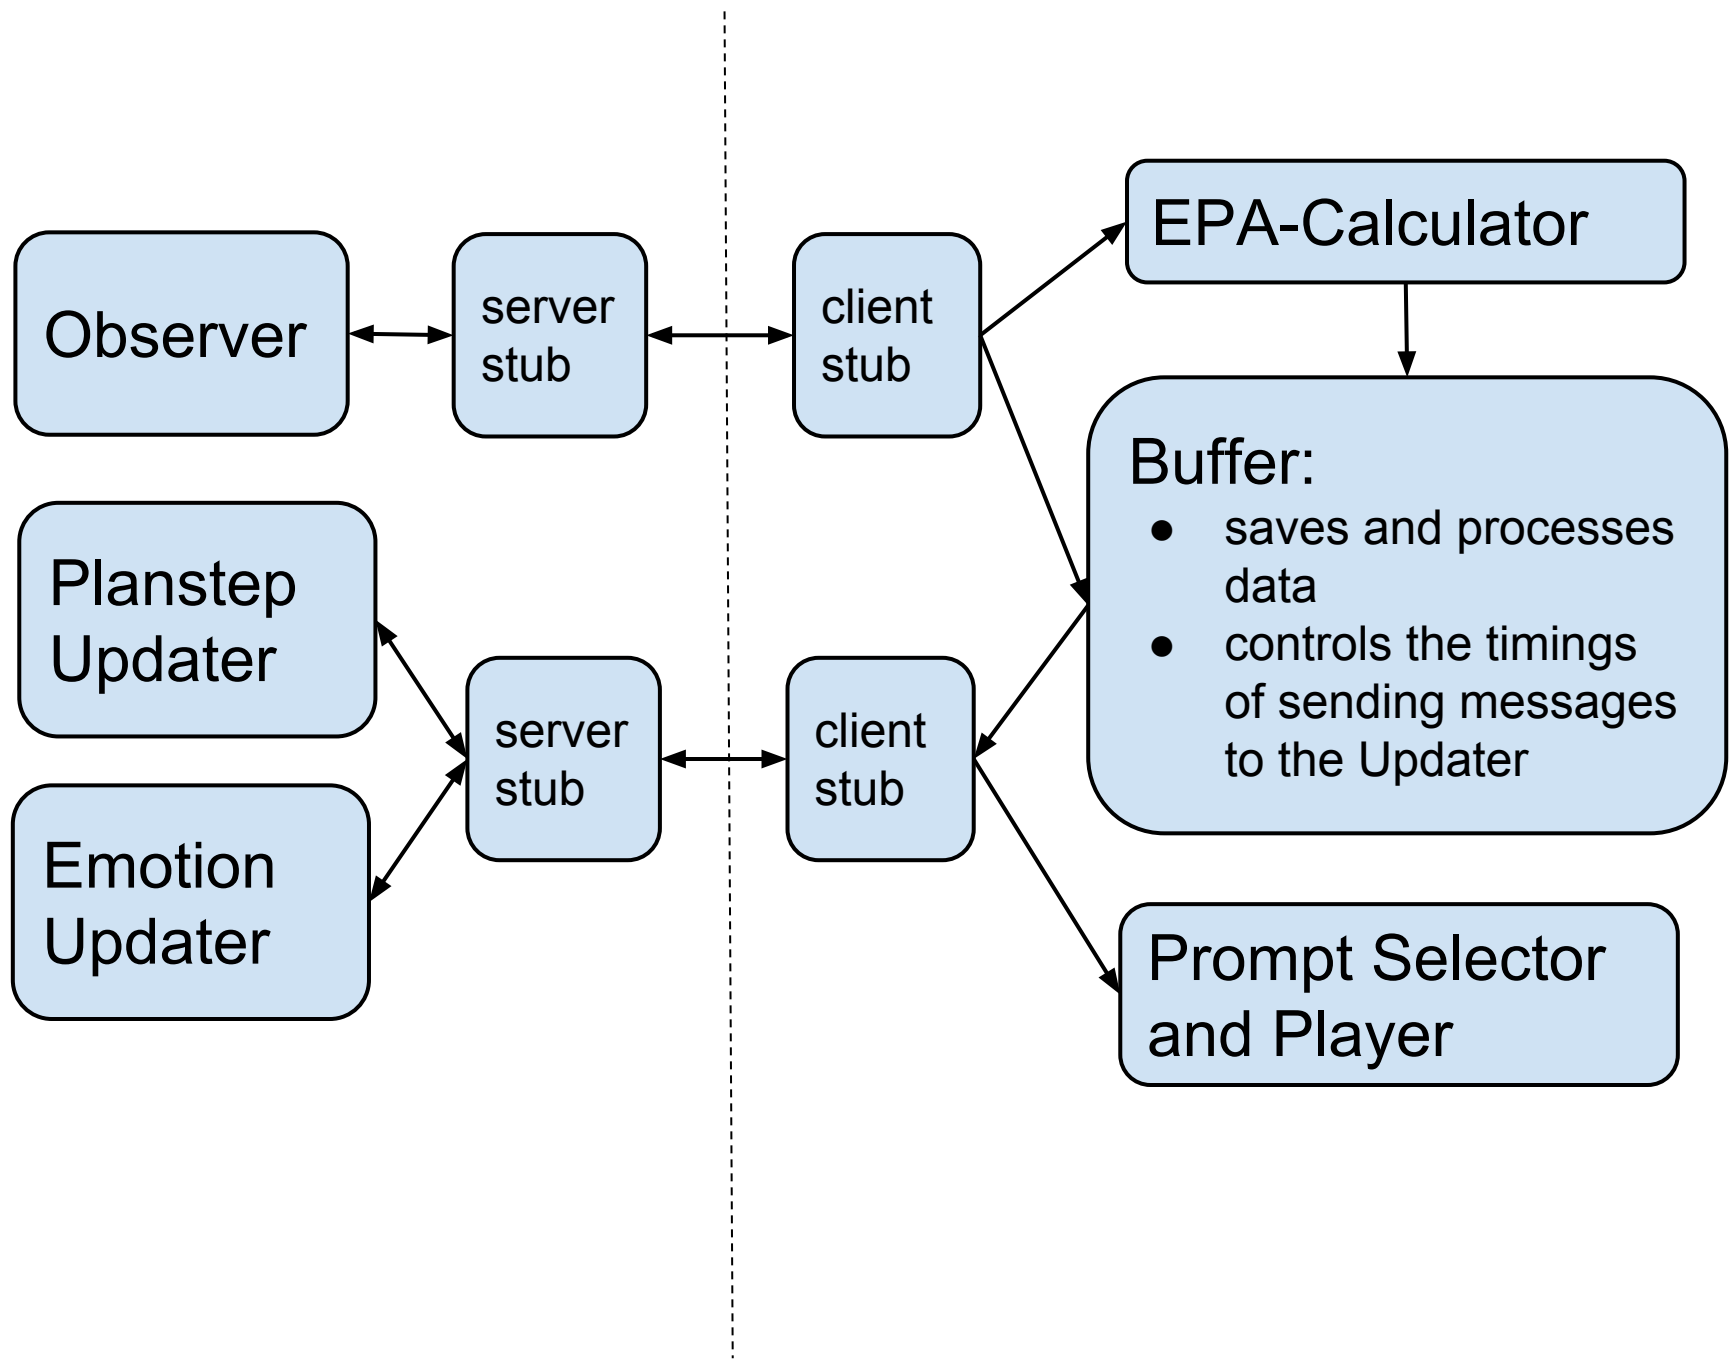 Observer
server
stub
client
stub
EPA-Calculator
Buffer:
● saves and processes
data
● controls the timings
of sending messages
to the Updater
Planstep
Updater
Emotion
Updater
server
stub
client
stub
Prompt Selector
and Player